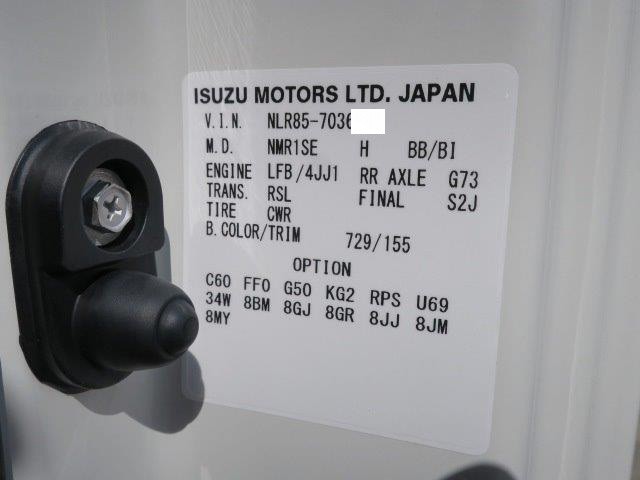 ISUZU MOTORS LTD. JAPAN
V.I.N. NLR85-7036
M.D. NMR1SE H BB/BI
ENGINE LFB/4JJ1 RR AXLE G73
TRANS. RSL FINAL S2J
TIRE CWR
B.COLOR/TRIM 729/155
OPTION
C60 FF0 G50 KG2 RPS U69
34W 8BM 8GJ 8GR 8JJ 8JM
8MY